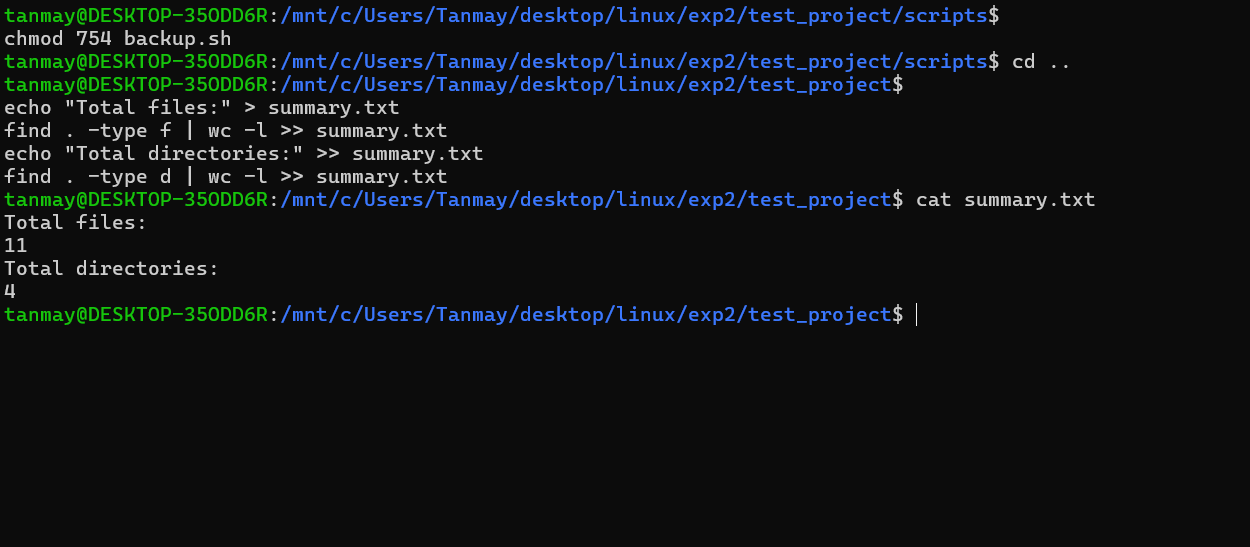 tanmay@DESKTOP-35ODD6R:/mnt/c/Users/Tanmay/desktop/linux/exp2/test_project/scripts$
chmod 754 backup.sh
tanmay@DESKTOP-35ODD6R:/mnt/c/Users/Tanmay/desktop/linux/exp2/test_project/scripts$ cd ..
tanmay@DESKTOP-35ODD6R:/mnt/c/Users/Tanmay/desktop/linux/exp2/test_project$
echo "Total files:" > summary.txt
find . -type f | wc -l >> summary.txt
echo "Total directories:" >> summary.txt
find . -type d | wc -l >> summary.txt
tanmay@DESKTOP-35ODD6R:/mnt/c/Users/Tanmay/desktop/linux/exp2/test_project$ cat summary.txt
Total files:
11
Total directories:
4
tanmay@DESKTOP-35ODD6R:/mnt/c/Users/Tanmay/desktop/linux/exp2/test_project$